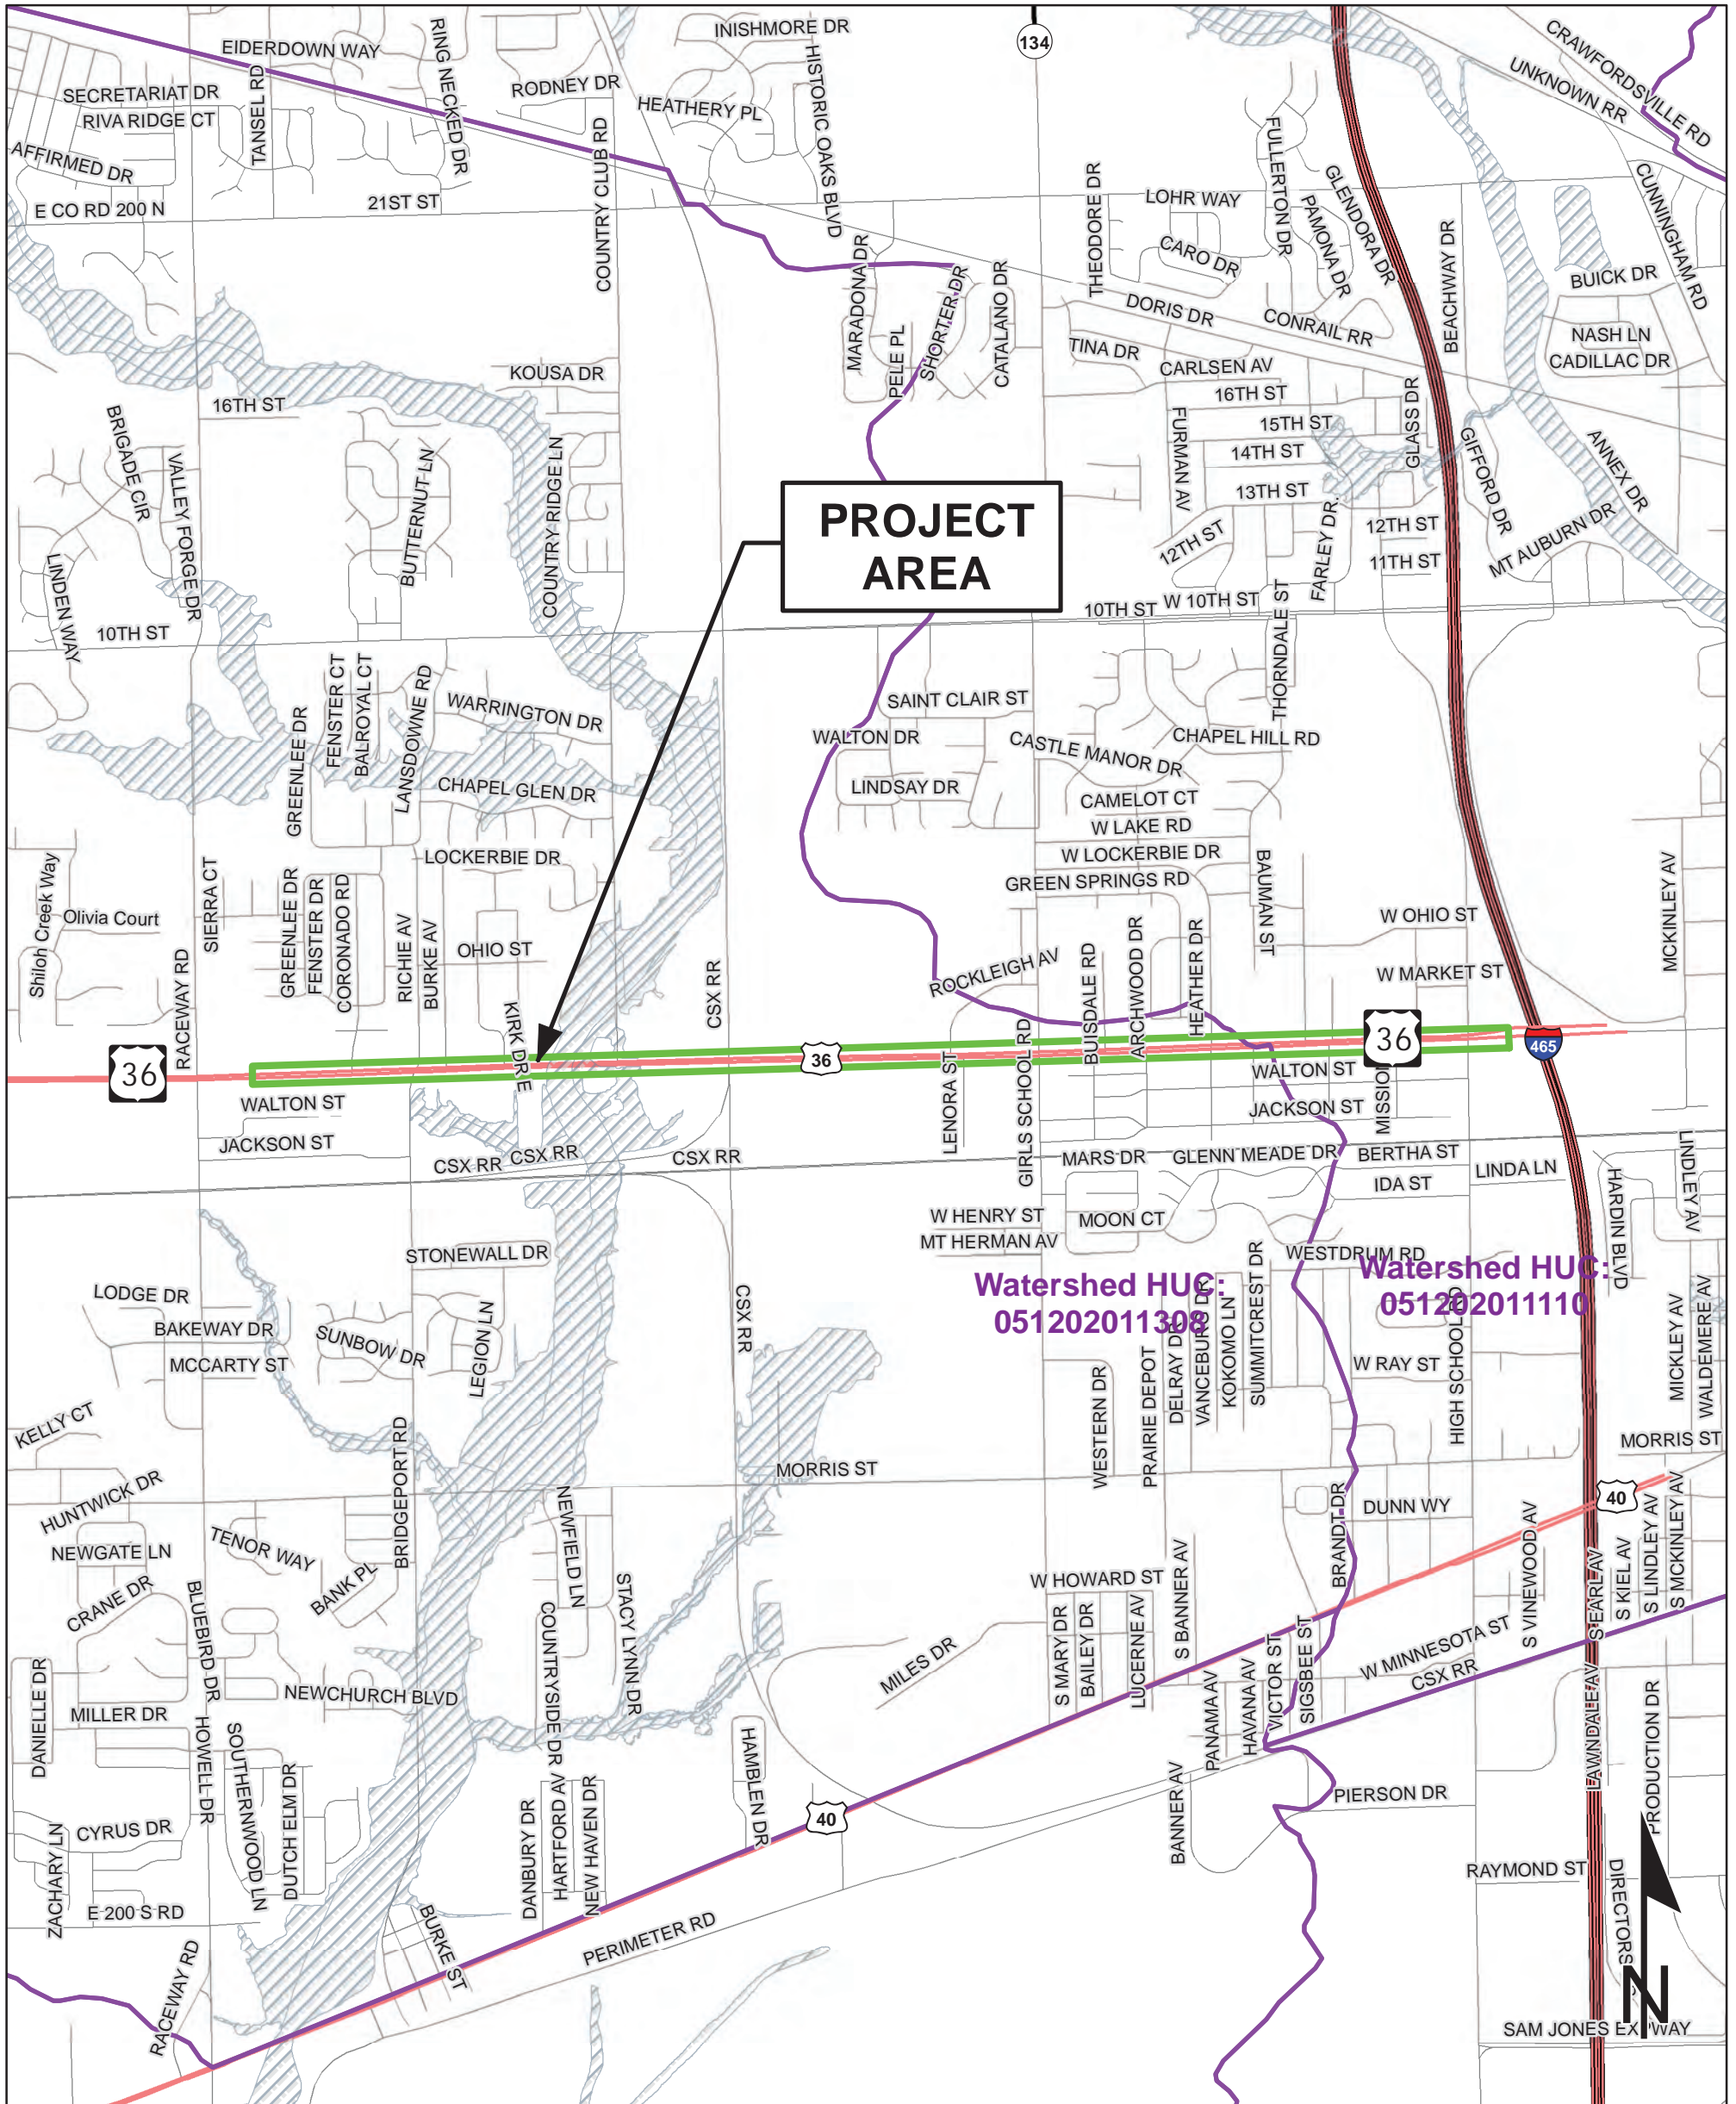 INISHMORE DR
134
EIDERDOWN WAY
RING NECKED DR
CRAWFORDSVILLE RD
UNKNOWN RR
SECRETARIAT DR
RIVA RIDGE CT
TANSEL RD
RODNEY DR
HEATHERY PL
HISTORIC OAKS BLVD
AFFIRMED DR
COUNTRY CLUB RD
FULLERTON DR
THEODORE DR
LOHR WAY
GLENDORA DR
CUNNINGHAM RD
E CO RD 200 N
21ST ST
PAMONA DR
CARO DR
BEACHWAY DR
BUICK DR
MARADONA DR
SHORTER DR
CATALANO DR
DORIS DR
CONRAIL RR
NASH LN
CADILLAC DR
PELE PL
TINA DR
CARLSEN AV
KOUSA DR
16TH ST
16TH ST
15TH ST
GLASS DR
BRIGADE CIR
VALLEY FORGE DR
BUTTERNUT LN
COUNTRY RIDGE LN
FURMAN AV
14TH ST
GIFFORD DR
ANNEX DR
13TH ST
PROJECT
AREA
12TH ST
FARLEY DR.
12TH ST
11TH ST
MT AUBURN DR
LINDEN WAY
10TH ST
10TH ST
W 10TH ST
THORNDALE ST
FENSTER CT
BALROYAL CT
LANSDOWNE RD
WARRINGTON DR
SAINT CLAIR ST
GREENLEE DR
WALTON DR
CASTLE MANOR DR
CHAPEL HILL RD
CHAPEL GLEN DR
LINDSAY DR
CAMELOT CT
W LAKE RD
LOCKERBIE DR
W LOCKERBIE DR
BAUMAN ST
GREEN SPRINGS RD
MCKINLEY AV
Shiloh Creek Way
Olivia Court
SIERRA CT
GREENLEE DR
FENSTER DR
CORONADO RD
RICHIE AV
BURKE AV
OHIO ST
W OHIO ST
RACEWAY RD
CSX RR
ROCKLEIGH AV
BUISDALE RD
ARCHWOOD DR
HEATHER DR
W MARKET ST
KIRK DR E
36
36
36
465
LENORA ST
GIRLS SCHOOL RD
WALTON ST
WALTON ST
JACKSON ST
MISSION
JACKSON ST
CSX RR
CSX RR
CSX RR
MARS DR
GLENN MEADE DR
BERTHA ST
LINDA LN
LINDLEY AV
IDA ST
HARDIN BLVD
W HENRY ST
MOON CT
MT HERMAN AV
STONEWALL DR
WESTDRUM RD
Watershed HUC:
051202011308
Watershed HUC:
051202011110
LODGE DR
BAKEWAY DR
SUNBOW DR
MCCARTY ST
LEGION LN
CSX RR
DELRAY DR
VANCEBURG DR
KOKOMO LN
SUMMITCREST DR
W RAY ST
HIGH SCHOOL RD
MICKLEY AV
WALDEMERE AV
KELLY CT
WESTERN DR
PRAIRIE DEPOT
BRIDGEPORT RD
MORRIS ST
MORRIS ST
HUNTWICK DR
40
DUNN WY
NEWGATE LN
TENOR WAY
NEWFIELD LN
BRANDT DR
S VINEWOOD AV
CRANE DR
BLUEBIRD DR
BANK PL
STACY LYNN DR
W HOWARD ST
S BANNER AV
S EARL AV
S KIEL AV
S LINDLEY AV
S MCKINLEY AV
COUNTRYSIDE DR
S MARY DR
BAILEY DR
LUCERNE AV
VICTOR ST
SIGSBEE ST
W MINNESOTA ST
CSX RR
DANIELLE DR
MILLER DR
NEWCHURCH BLVD
MILES DR
PANAMA AV
HAVANA AV
LAWNDALE AV
PRODUCTION DR
HOWELL DR
SOUTHERNWOOD LN
DUTCH ELM DR
HAMBLEN DR
40
BANNER AV
PIERSON DR
ZACHARY LN
CYRUS DR
DANBURY DR
HARTFORD AV
NEW HAVEN DR
RAYMOND ST
DIRECTORS
E 200 S RD
BURKE ST
PERIMETER RD
RACEWAY RD
N
SAM JONES EXPWAY